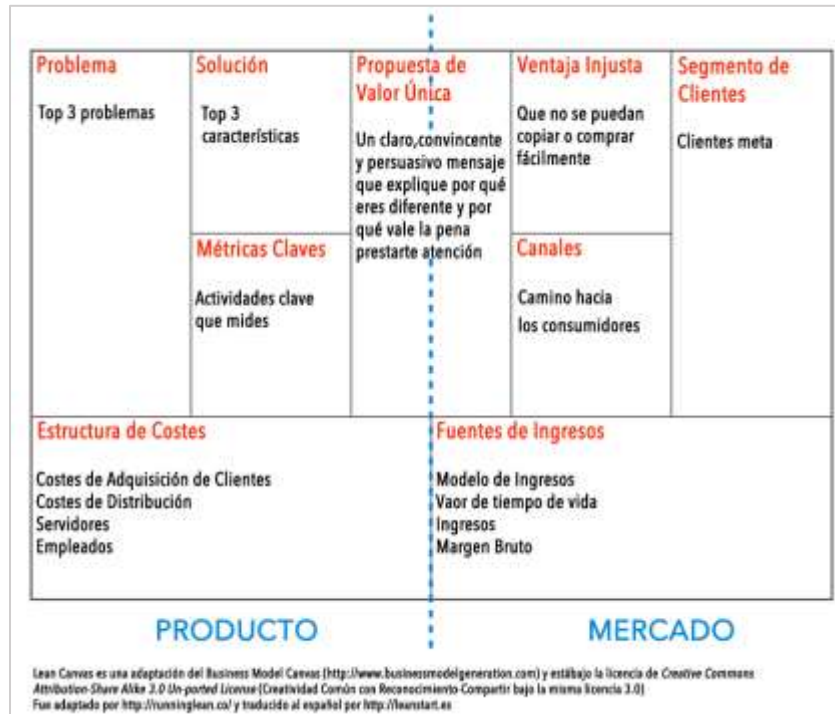 Problema
Top 3 problemas
Solución
Top 3
características
Métricas Claves
Actividades clave
que mides
Propuesta de
Valor Única
Un claro,convincente
y persuasivo mensaje
que explique por qué
eres diferente y por
qué vale la pena
prestarte atención
Ventaja Injusta
Que no se puedan
copiar o comprar
fácilmente
Canales
Camino hacia
los consumidores
Segmento de
Clientes
Clientes meta
Estructura de Costes
Costes de Adquisición de Clientes
Costes de Distribución
Servidores
Empleados
Fuentes de Ingresos
Modelo de Ingresos
Vaor de tiempo de vida
Ingresos
Margen Bruto
PRODUCTO
MERCADO
Lean Canvas es una adaptación del Business Model Canvas (http://www.businessmodelgeneration.com) y estábajo la licencia de Creative Commons
Attribution-Share Alike 3.0 Un-ported License (Creatividad Común con Reconocimiento-Compartir bajo la misma licencia 3.0)
Fue adaptado por http://runninglean.co/ y traducido al español por http://leanstart.es